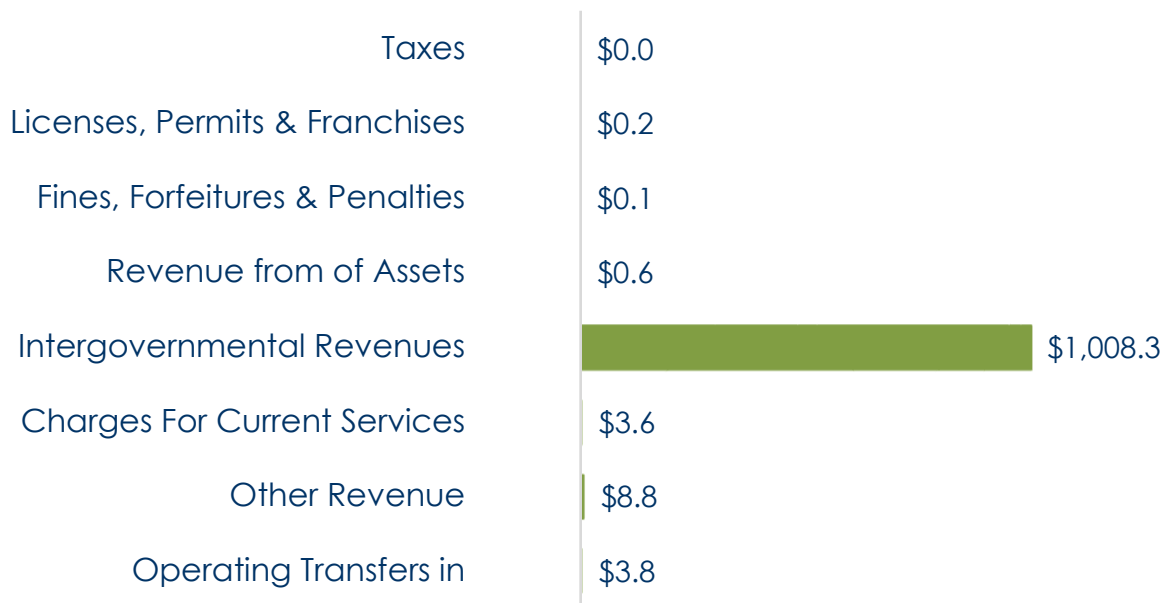 Taxes $0.0
Licenses, Permits & Franchises $0.2
Fines, Forfeitures & Penalties $0.1
Revenue from of Assets $0.6
Intergovernmental Revenues $1,008.3
Charges For Current Services $3.6
Other Revenue $8.8
Operating Transfers in $3.8